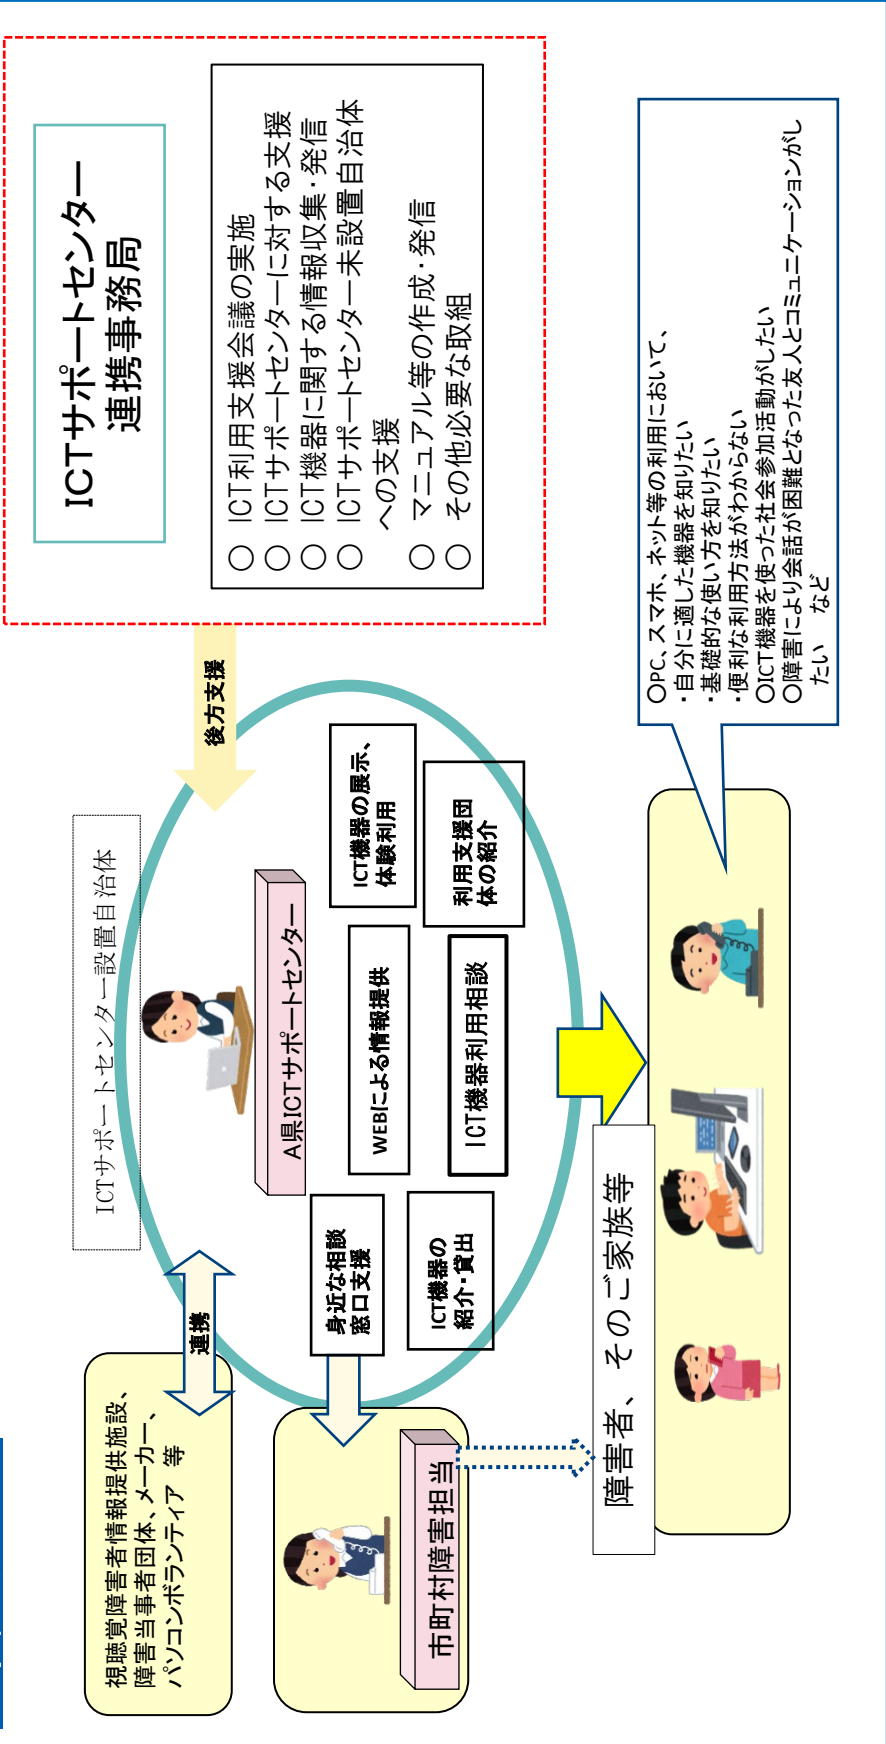 ICTサポートセンター
連携事務局
○ ICT利用支援会議の実施
○ ICTサポートセンターに対する支援
○ ICT機器に関する情報収集・発信
○ ICTサポートセンター未設置自治体
への支援
○ マニュアル等の作成・発信
○ その他必要な取組
後方支援
ICTサポートセンター設置自治体
A県ICTサポートセンター
ICT機器の展示、
体験利用
利用支援団
体の紹介
WEBによる情報提供
ICT機器利用相談
身近な相談
窓口支援
ICT機器の
紹介・貸出
連携
視聴覚障害者情報提供施設、
障害当事者団体、メーカー、
パソコンボランティア 等
市町村障害担当
障害者、そのご家族等
○PC、スマホ、ネット等の利用において、
・自分に適した機器を知りたい
・基礎的な使い方を知りたい
・便利な利用方法がわからない
○ICT機器を使った社会参加活動がしたい
○障害により会話が困難となった友人とコミュニケーションがし
たい など